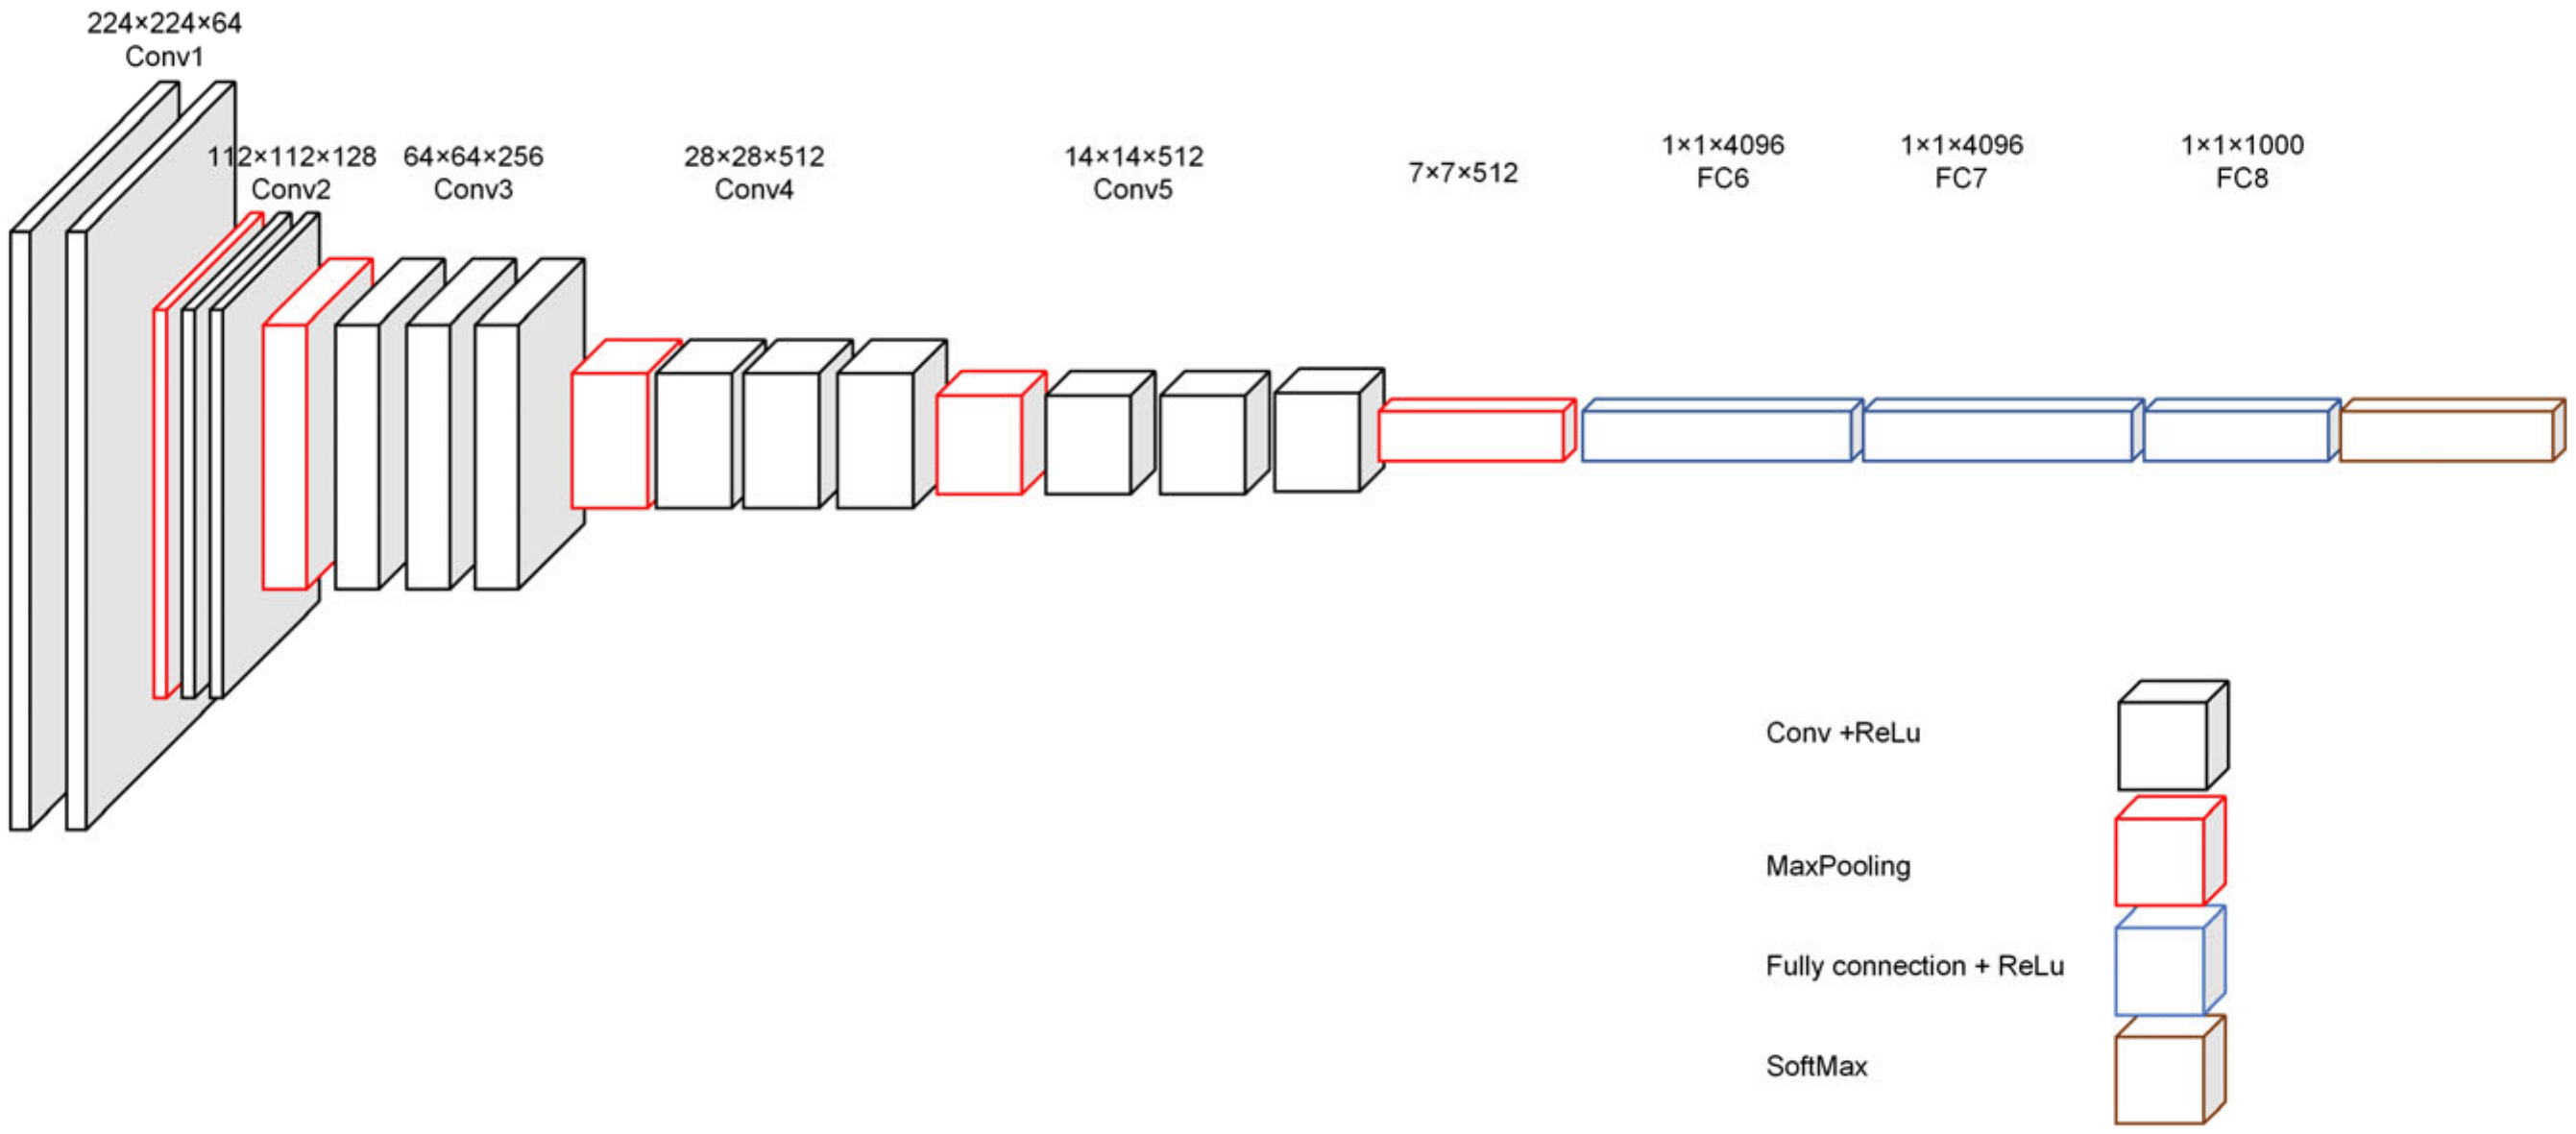 224×224×64
Conv1
112×112×128
Conv2
64×64×256
Conv3
28×28×512
Conv4
14×14×512
Conv5
7×7×512
1×1×4096
FC6
1×1×4096
FC7
1×1×1000
FC8
Conv +ReLu
MaxPooling
Fully connection + ReLu
SoftMax